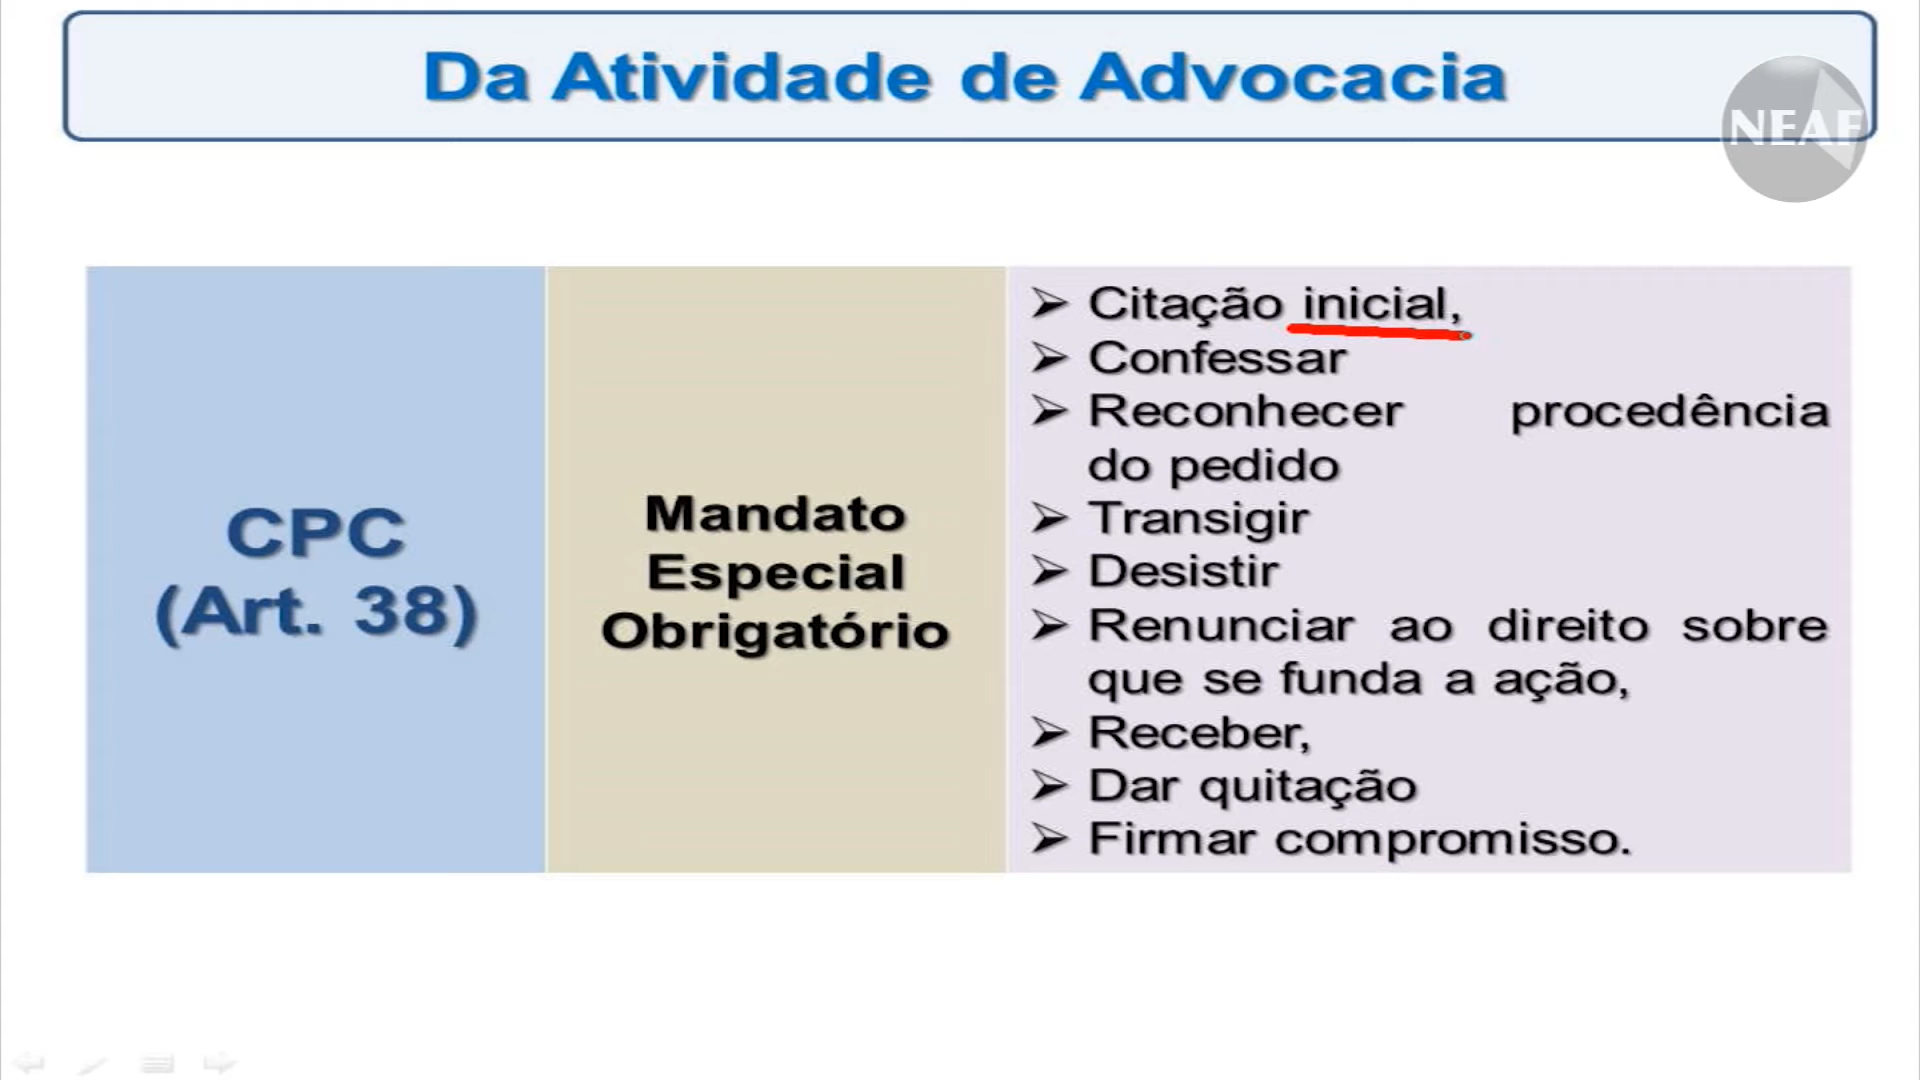 Da Atividade de Advocacia
NEAF
CPC
(Art. 38)
Mandato
Especial
Obrigatório
Citação inicial,
Confessar
Reconhecer procedência
do pedido
Transigir
Desistir
Renunciar ao direito sobre
que se funda a ação,
Receber,
Dar quitação
Firmar compromisso.